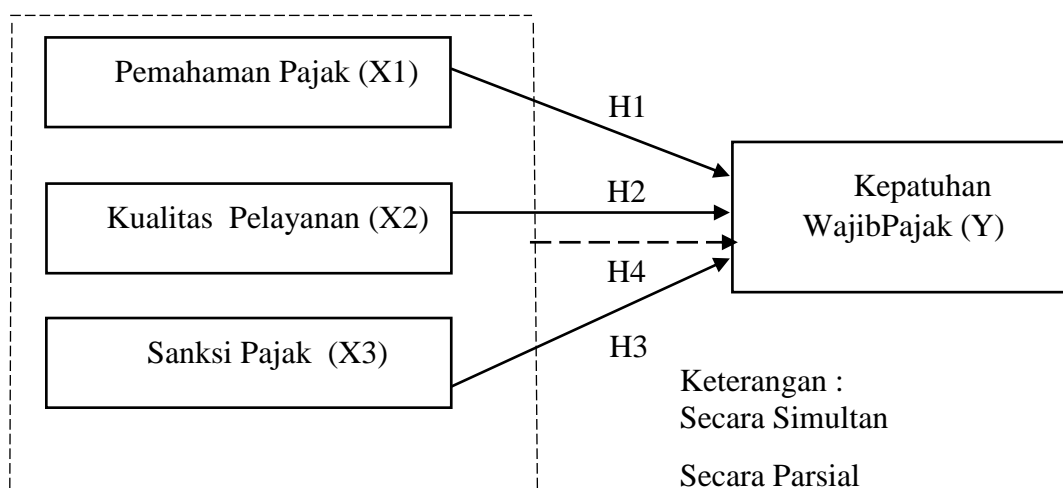 Pemahaman Pajak (X1)
H1
Kualitas Pelayanan (X2)
H2
Kepatuhan
WajibPajak (Y)
H4
Sanksi Pajak (X3)
H3
Keterangan :
Secara Simultan
Secara Parsial